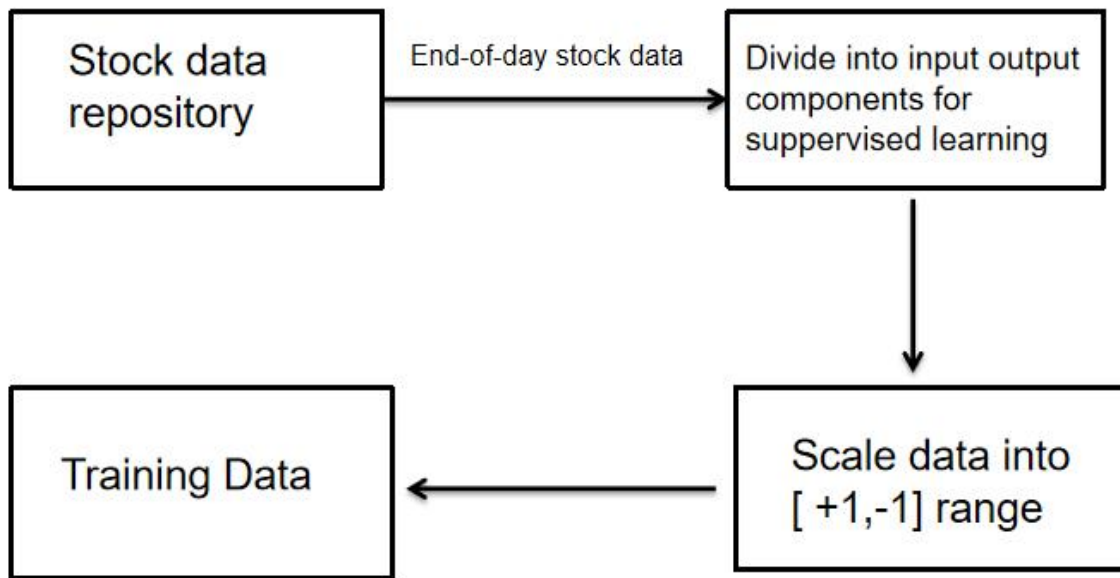 Stock data
repository
End-of-day stock data
Divide into input output
components for
suppervised learning
Scale data into
[ +1,-1] range
Training Data